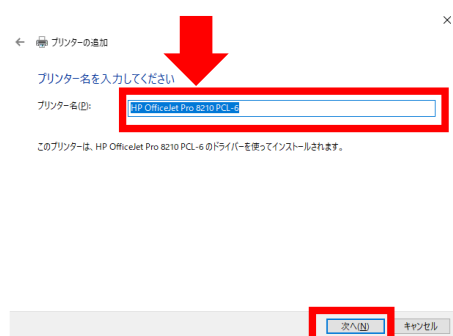 プリンターの追加
プリンター名を入力してください
プリンター名(P): HP OfficeJet Pro 8210 PCL-6
このプリンターは、HP OfficeJet Pro 8210 PCL-6 のドライバーを使ってインストールされます。
次へ(N) キャンセル